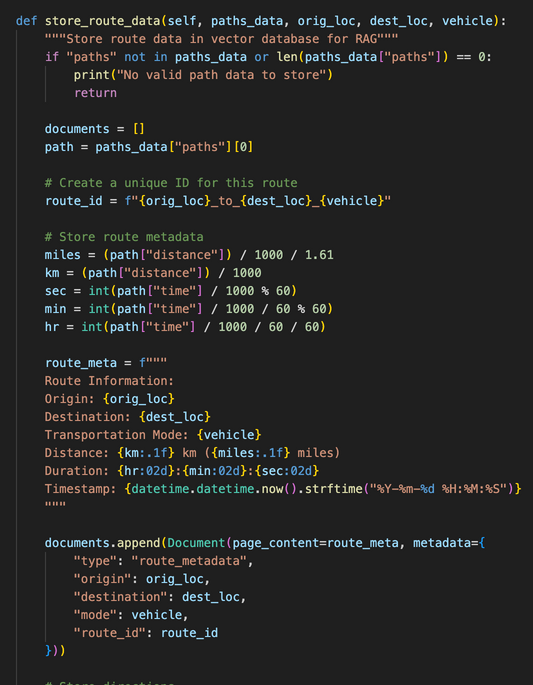 def store_route_data(self, paths_data, orig_loc, dest_loc, vehicle):
"""Store route data in vector database for RAG"""
if "paths" not in paths_data or len(paths_data["paths"]) == 0:
print("No valid path data to store")
return
documents = []
path = paths_data["paths"][0]
# Create a unique ID for this route
route_id = f"{orig_loc}_to_{dest_loc}_{vehicle}"
# Store route metadata
miles = (path["distance"]) / 1000 / 1.61
km = (path["distance"]) / 1000
sec = int(path["time"] / 1000 % 60)
min = int(path["time"] / 1000 / 60 % 60)
hr = int(path["time"] / 1000 / 60 / 60)
route_meta = f"""
Route Information:
Origin: {orig_loc}
Destination: {dest_loc}
Transportation Mode: {vehicle}
Distance: {km:.1f} km ({miles:.1f} miles)
Duration: {hr:02d}:{min:02d}:{sec:02d}
Timestamp: {datetime.datetime.now().strftime("%Y-%m-%d %H:%M:%S")}
"""
documents.append(Document(page_content=route_meta, metadata={
"type": "route_metadata",
"origin": orig_loc,
"destination": dest_loc,
"mode": vehicle,
"route_id": route_id
}))
# Store directions